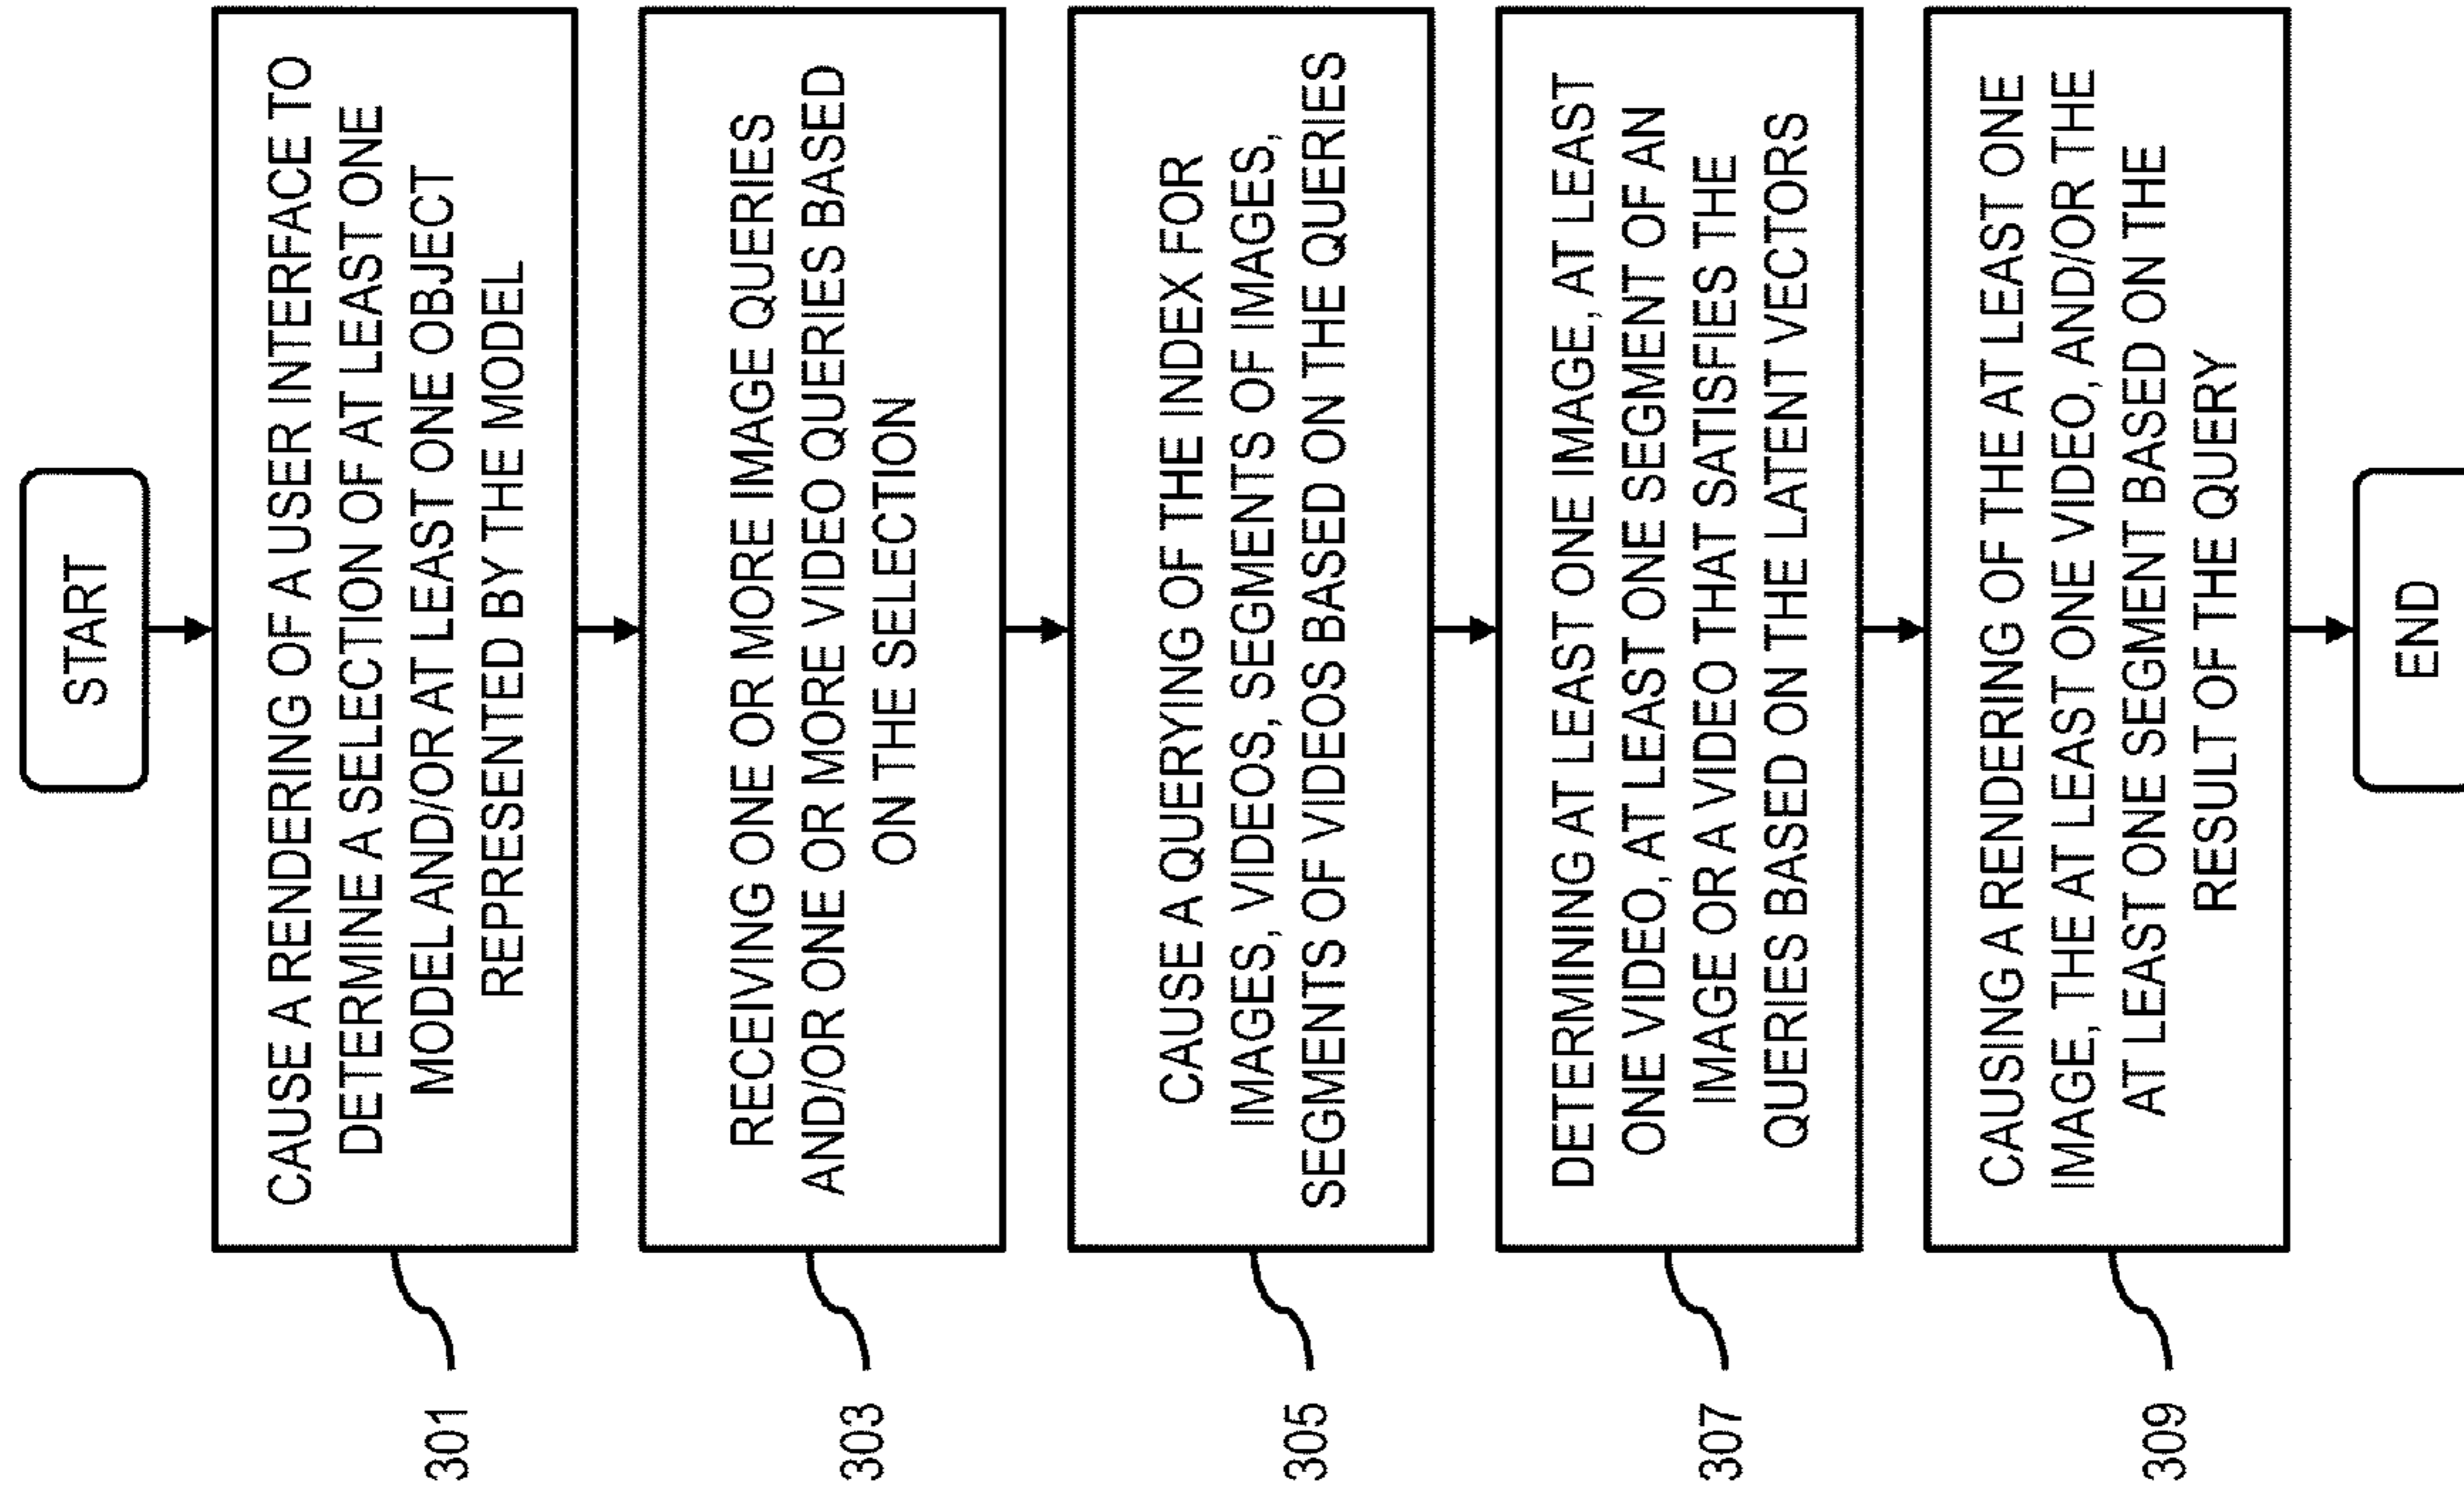 START
301
CAUSE A RENDERING OF A USER INTERFACE TO
DETERMINE A SELECTION OF AT LEAST ONE
MODEL AND/OR AT LEAST ONE OBJECT
REPRESENTED BY THE MODEL
303
RECEIVING ONE OR MORE IMAGE QUERIES
AND/OR ONE OR MORE VIDEO QUERIES BASED
ON THE SELECTION
305
CAUSE A QUERYING OF THE INDEX FOR
IMAGES, VIDEOS, SEGMENTS OF IMAGES,
SEGMENTS OF VIDEOS BASED ON THE QUERIES
307
DETERMINING AT LEAST ONE IMAGE, AT LEAST
ONE VIDEO, AT LEAST ONE SEGMENT OF AN
IMAGE OR A VIDEO THAT SATISFIES THE
QUERIES BASED ON THE LATENT VECTORS
309
CAUSING A RENDERING OF THE AT LEAST ONE
IMAGE, THE AT LEAST ONE VIDEO, AND/OR THE
AT LEAST ONE SEGMENT BASED ON THE
RESULT OF THE QUERY
END